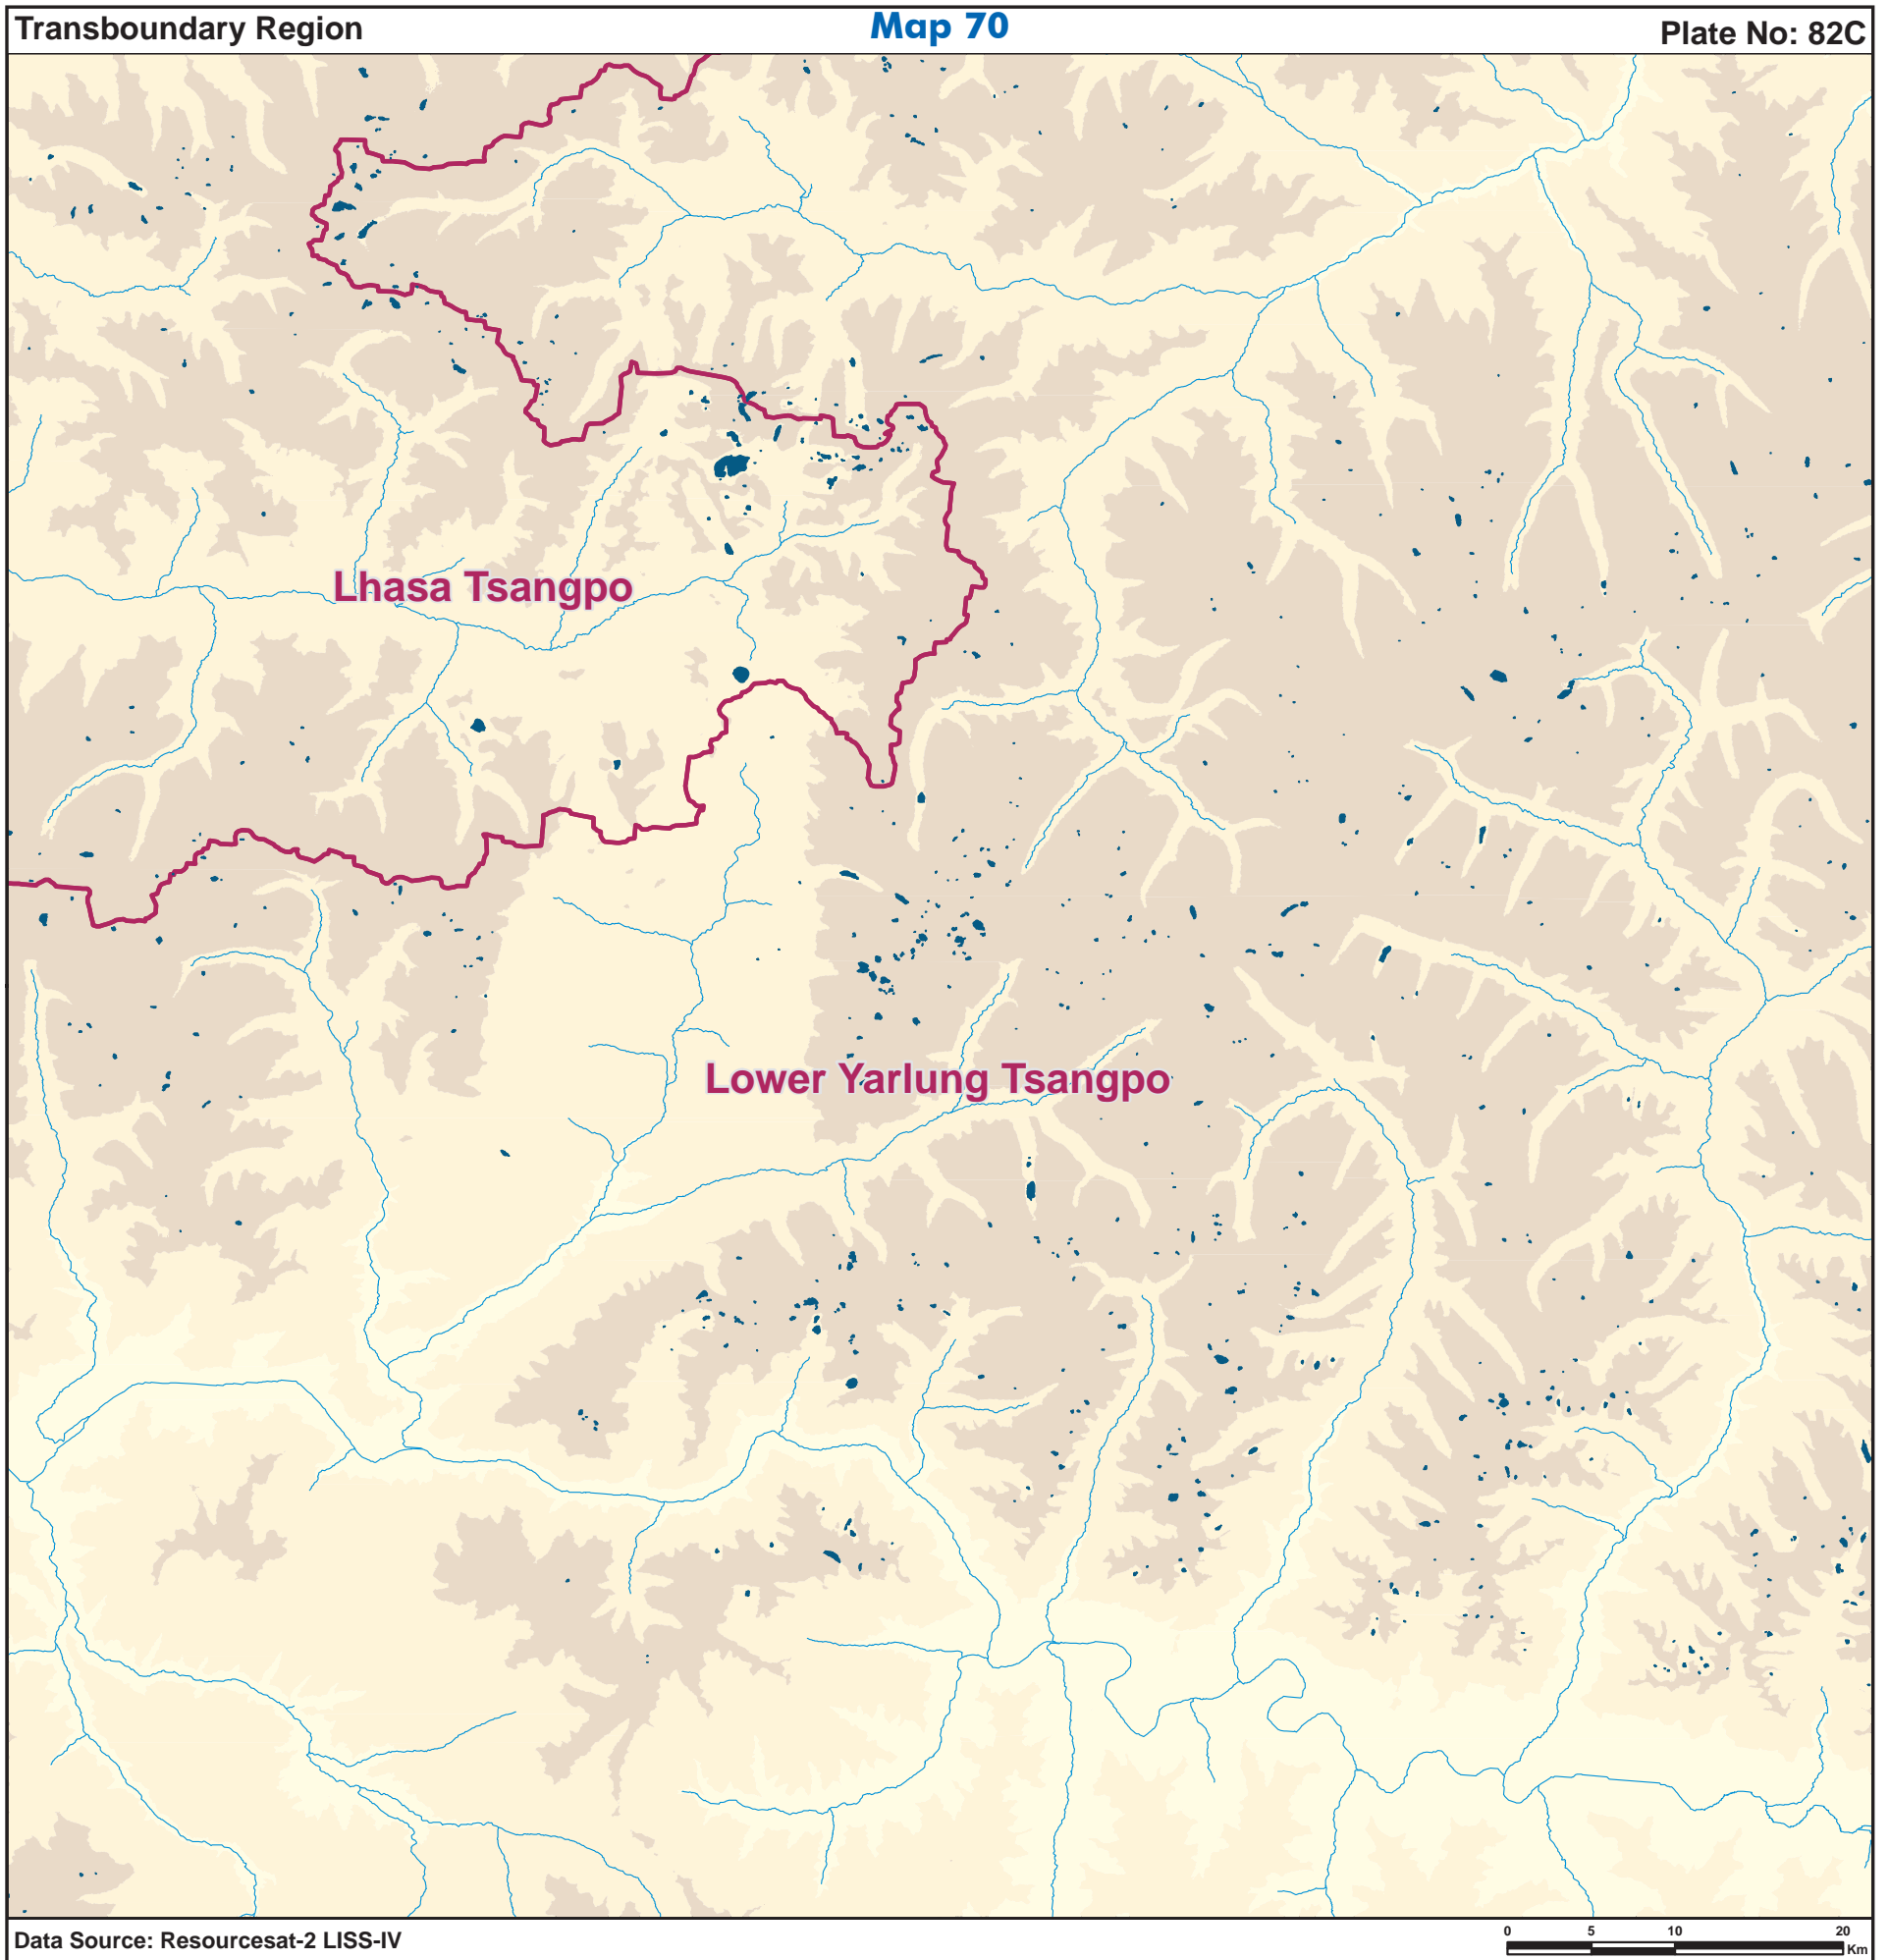 Transboundary Region
Map 70
Plate No: 82C
Lhasa Tsangpo
Lower Yarlung Tsangpo
Data Source: Resourcesat-2 LISS-IV
0 5 10 20
Km